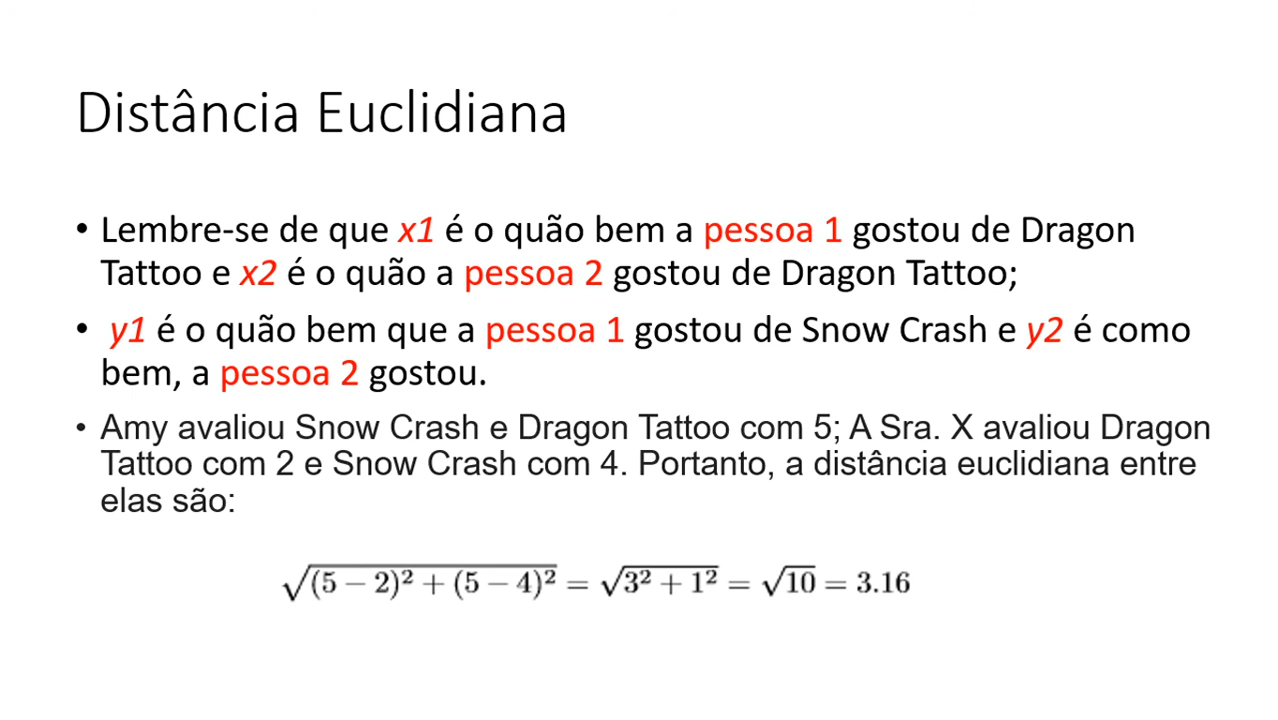 Distância Euclidiana
• Lembre-se de que x1 é o quão bem a pessoa 1 gostou de Dragon
Tattoo e x2 é o quão a pessoa 2 gostou de Dragon Tattoo;
• y1 é o quão bem que a pessoa 1 gostou de Snow Crash e y2 é como
bem, a pessoa 2 gostou.
• Amy avaliou Snow Crash e Dragon Tattoo com 5; A Sra. X avaliou Dragon
Tattoo com 2 e Snow Crash com 4. Portanto, a distância euclidiana entre
elas são:
√(5 − 2)² + (5 − 4)² = √3² + 1² = √10 = 3.16